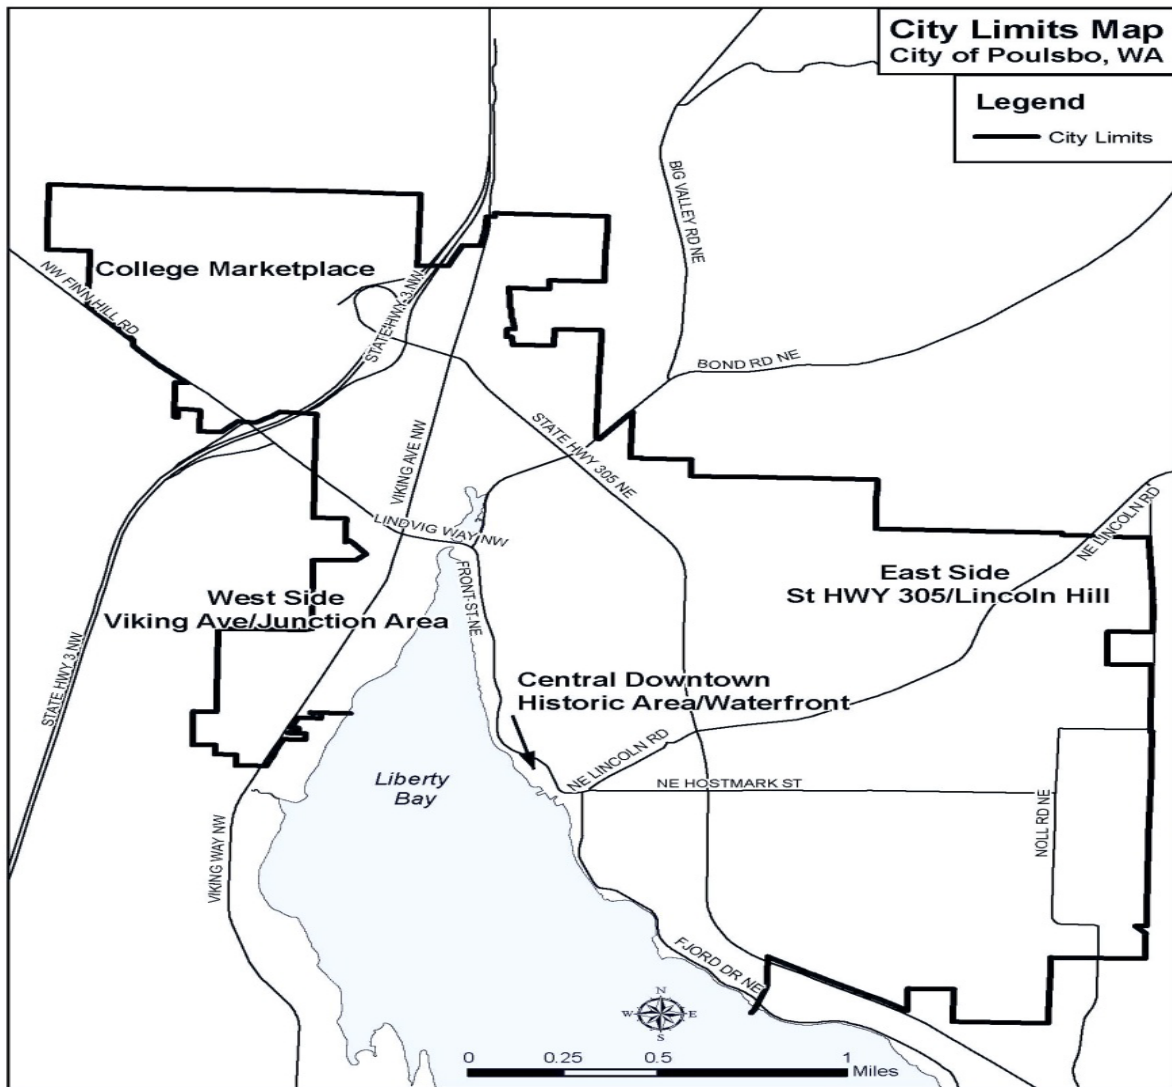 City Limits Map
City of Poulsbo, WA
Legend
City Limits
BIG VALLEY RD NE
College Marketplace
NW FINN HILL RD
STATE HWY 3 NW
BOND RD NE
VIKING AVE NW
STATE HWY 305 NE
LINDVIG WAY NW
NE LINCOLN RD
FRONT ST NE
East Side
St HWY 305/Lincoln Hill
West Side
Viking Ave/Junction Area
STATE HWY 3 NW
Central Downtown
Historic Area/Waterfront
NE LINCOLN RD
Liberty
Bay
NE HOSTMARK ST
NOLL RD NE
VIKING WAY NW
FJORD DR NE
N
W
E
S
0 0.25 0.5 1
Miles